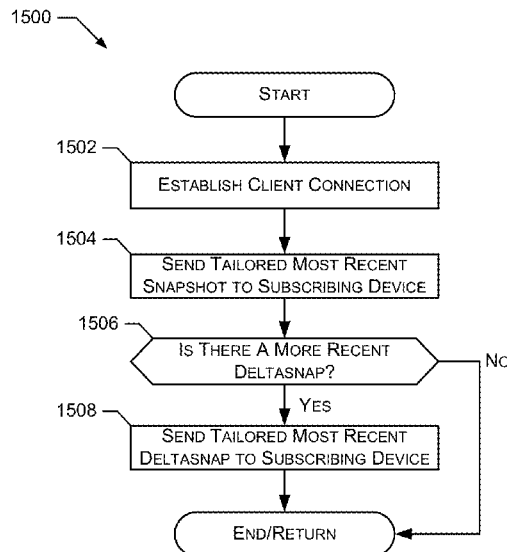 1500
START
1502
ESTABLISH CLIENT CONNECTION
1504
SEND TAILORED MOST RECENT
SNAPSHOT TO SUBSCRIBING DEVICE
1506
IS THERE A MORE RECENT
DELTASNAP?
NO
YES
1508
SEND TAILORED MOST RECENT
DELTASNAP TO SUBSCRIBING DEVICE
END/RETURN